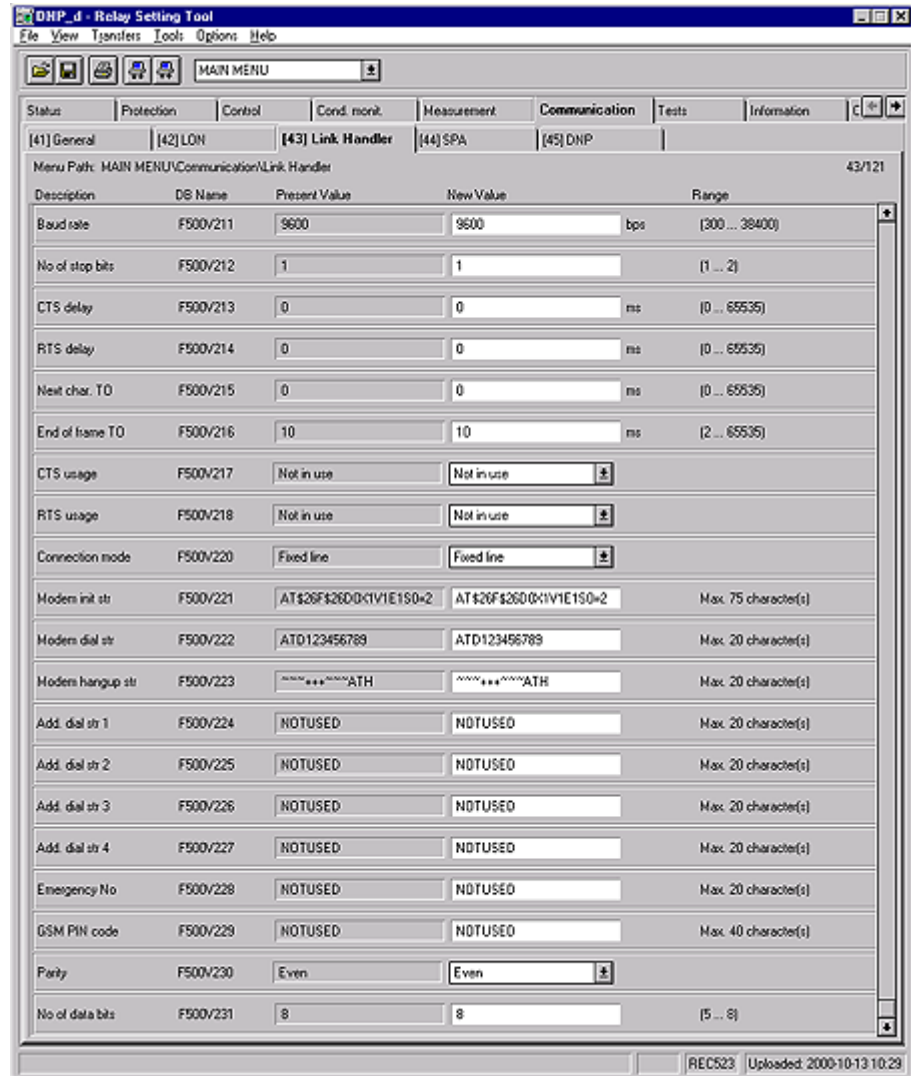 DHP_d - Relay Setting Tool
File View Transfers Tools Options Help
MAIN MENU
Status Protection Control Cond. monit. Measurement Communication Tests Information C
[41] General [42] LON [43] Link Handler [44] SPA [45] DNP
Menu Path: MAIN MENU\Communication\Link Handler 43/121
Description DB Name Present Value New Value Range
Baud rate F500V211 9600 9600 bps (300 ... 38400)
No of stop bits F500V212 1 1 (1 ... 2)
CTS delay F500V213 0 0 ms (0 ... 65535)
RTS delay F500V214 0 0 ms (0 ... 65535)
Next char. TO F500V215 0 0 ms (0 ... 65535)
End of frame TO F500V216 10 10 ms (2 ... 65535)
CTS usage F500V217 Not in use Not in use
RTS usage F500V218 Not in use Not in use
Connection mode F500V220 Fixed line Fixed line
Modem init str F500V221 AT$26F$26D0X1V1E1S0=2 AT$26F$26D0X1V1E1S0=2 Max. 75 character(s)
Modem dial str F500V222 ATD123456789 ATD123456789 Max. 20 character(s)
Modem hangup str F500V223 ~~~+++~~~ATH ~~~+++~~~ATH Max. 20 character(s)
Add. dial str 1 F500V224 NOTUSED NOTUSED Max. 20 character(s)
Add. dial str 2 F500V225 NOTUSED NOTUSED Max. 20 character(s)
Add. dial str 3 F500V226 NOTUSED NOTUSED Max. 20 character(s)
Add. dial str 4 F500V227 NOTUSED NOTUSED Max. 20 character(s)
Emergency No F500V228 NOTUSED NOTUSED Max. 20 character(s)
GSM PIN code F500V229 NOTUSED NOTUSED Max. 40 character(s)
Parity F500V230 Even Even
No of data bits F500V231 8 8 (5 ... 8)
REC523 Uploaded: 2000-10-13 10:29